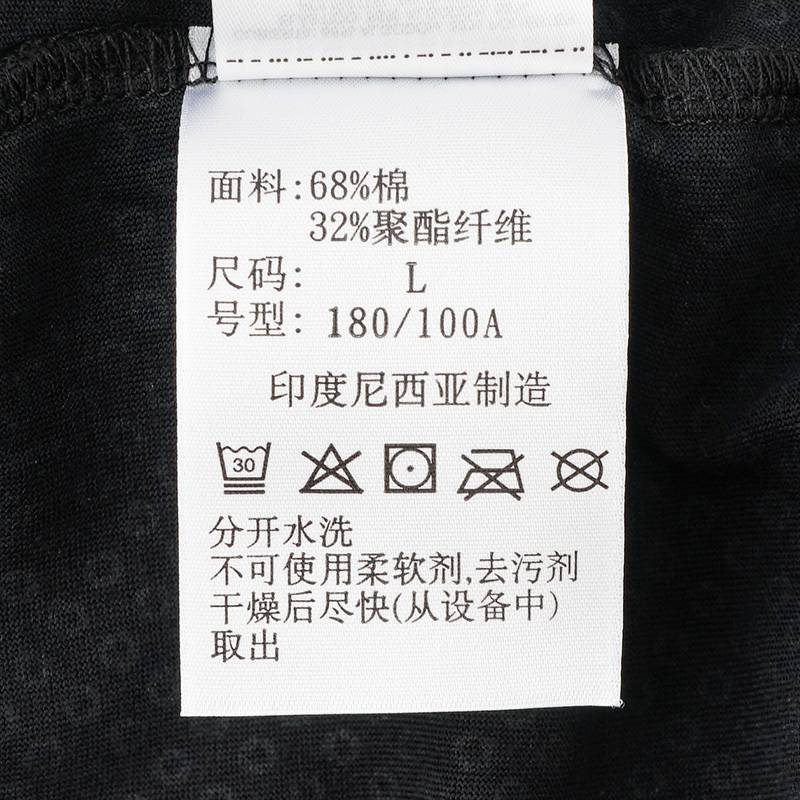 面料:68%棉
32%聚酯纤维
尺码: L
号型: 180/100A
印度尼西亚制造
30
分开水洗
不可使用柔软剂,去污剂
干燥后尽快(从设备中)
取出